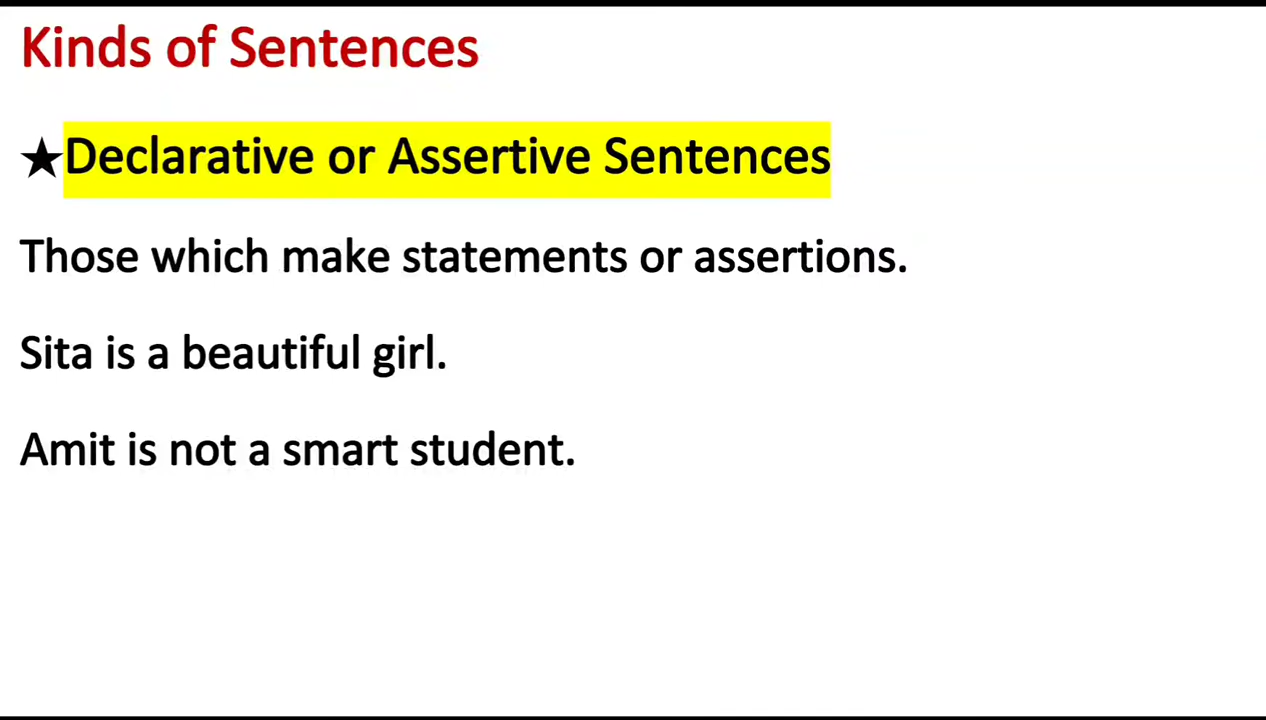 Kinds of Sentences
★Declarative or Assertive Sentences
Those which make statements or assertions.
Sita is a beautiful girl.
Amit is not a smart student.